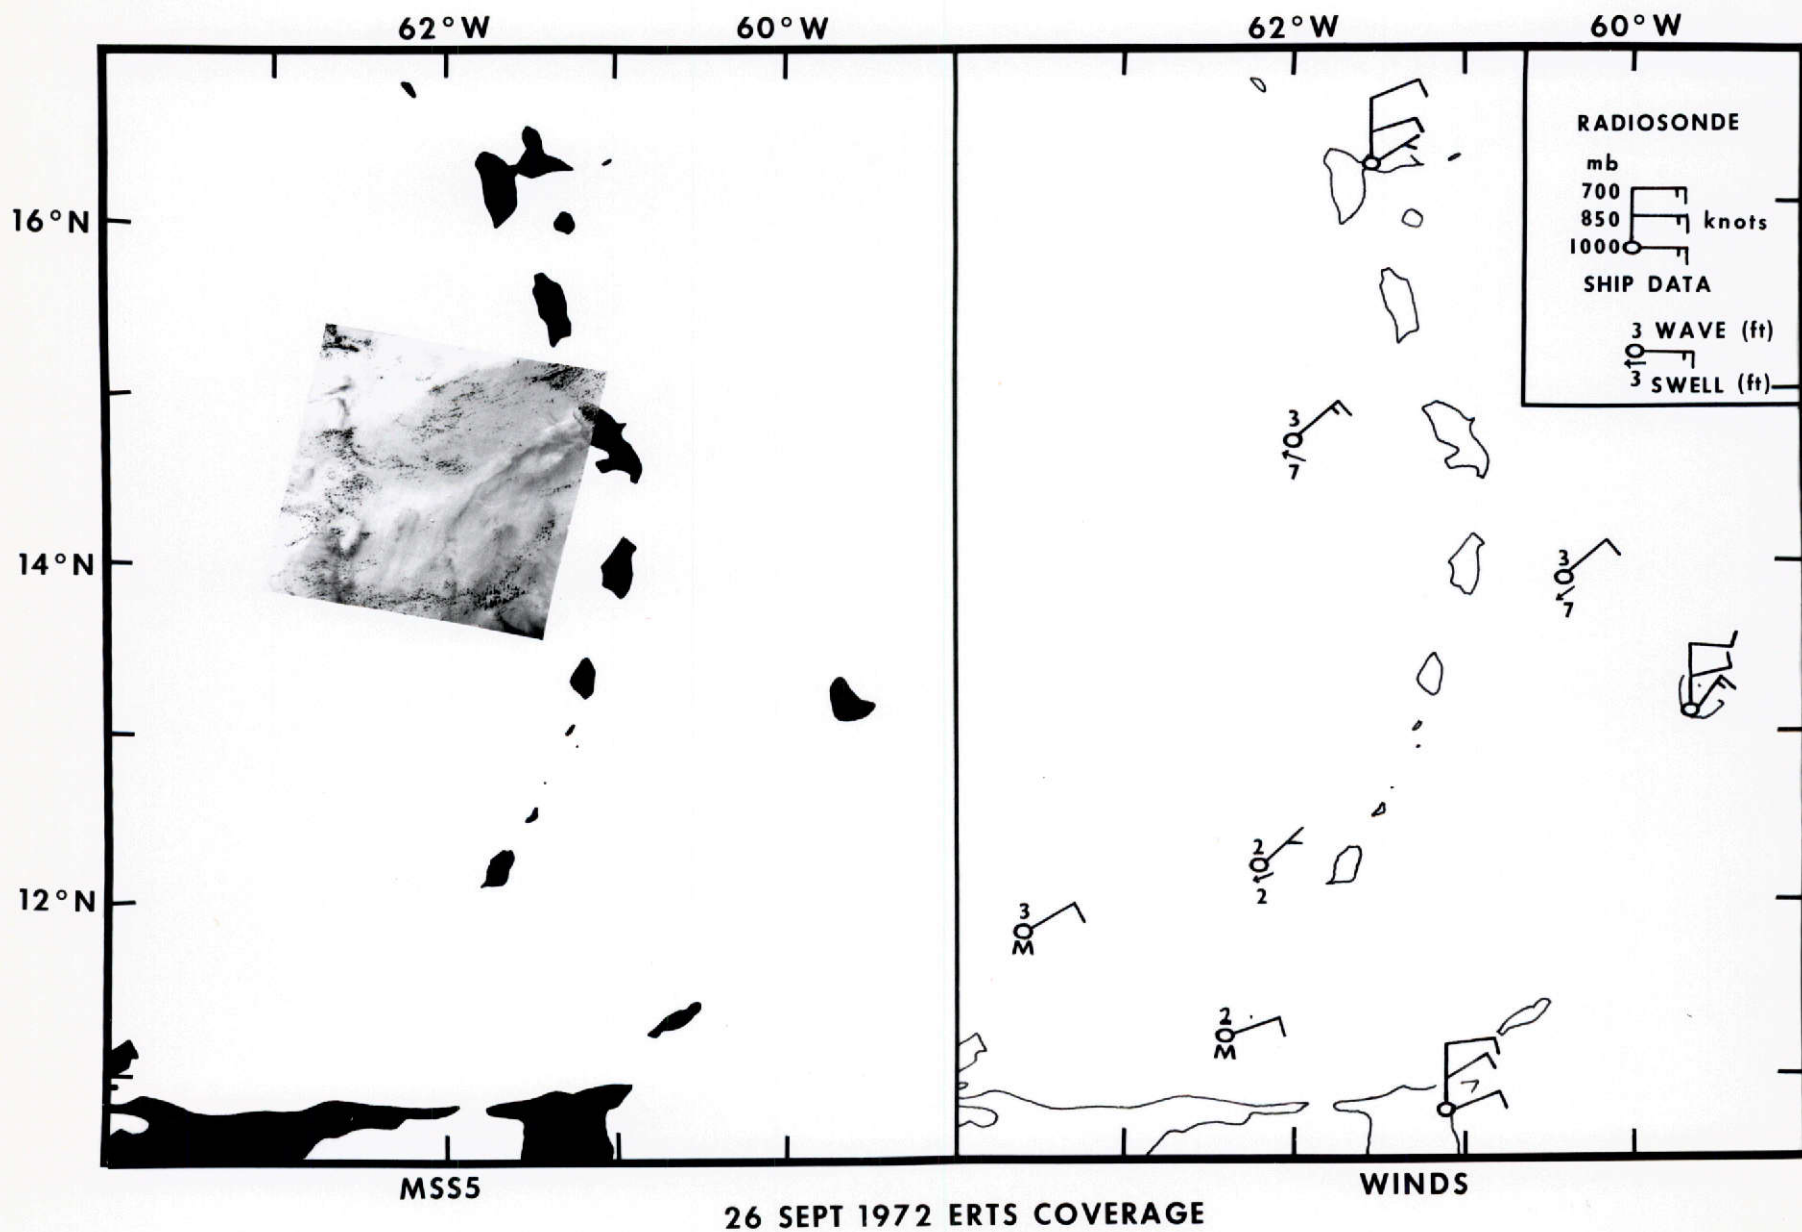 62°W 60°W 62°W 60°W
16°N
14°N
12°N
RADIOSONDE
mb
700
850 knots
1000
SHIP DATA
3 WAVE (ft)
3 SWELL (ft)
3
7
3
7
2
2
3
M
2
M
MSS5 WINDS
26 SEPT 1972 ERTS COVERAGE